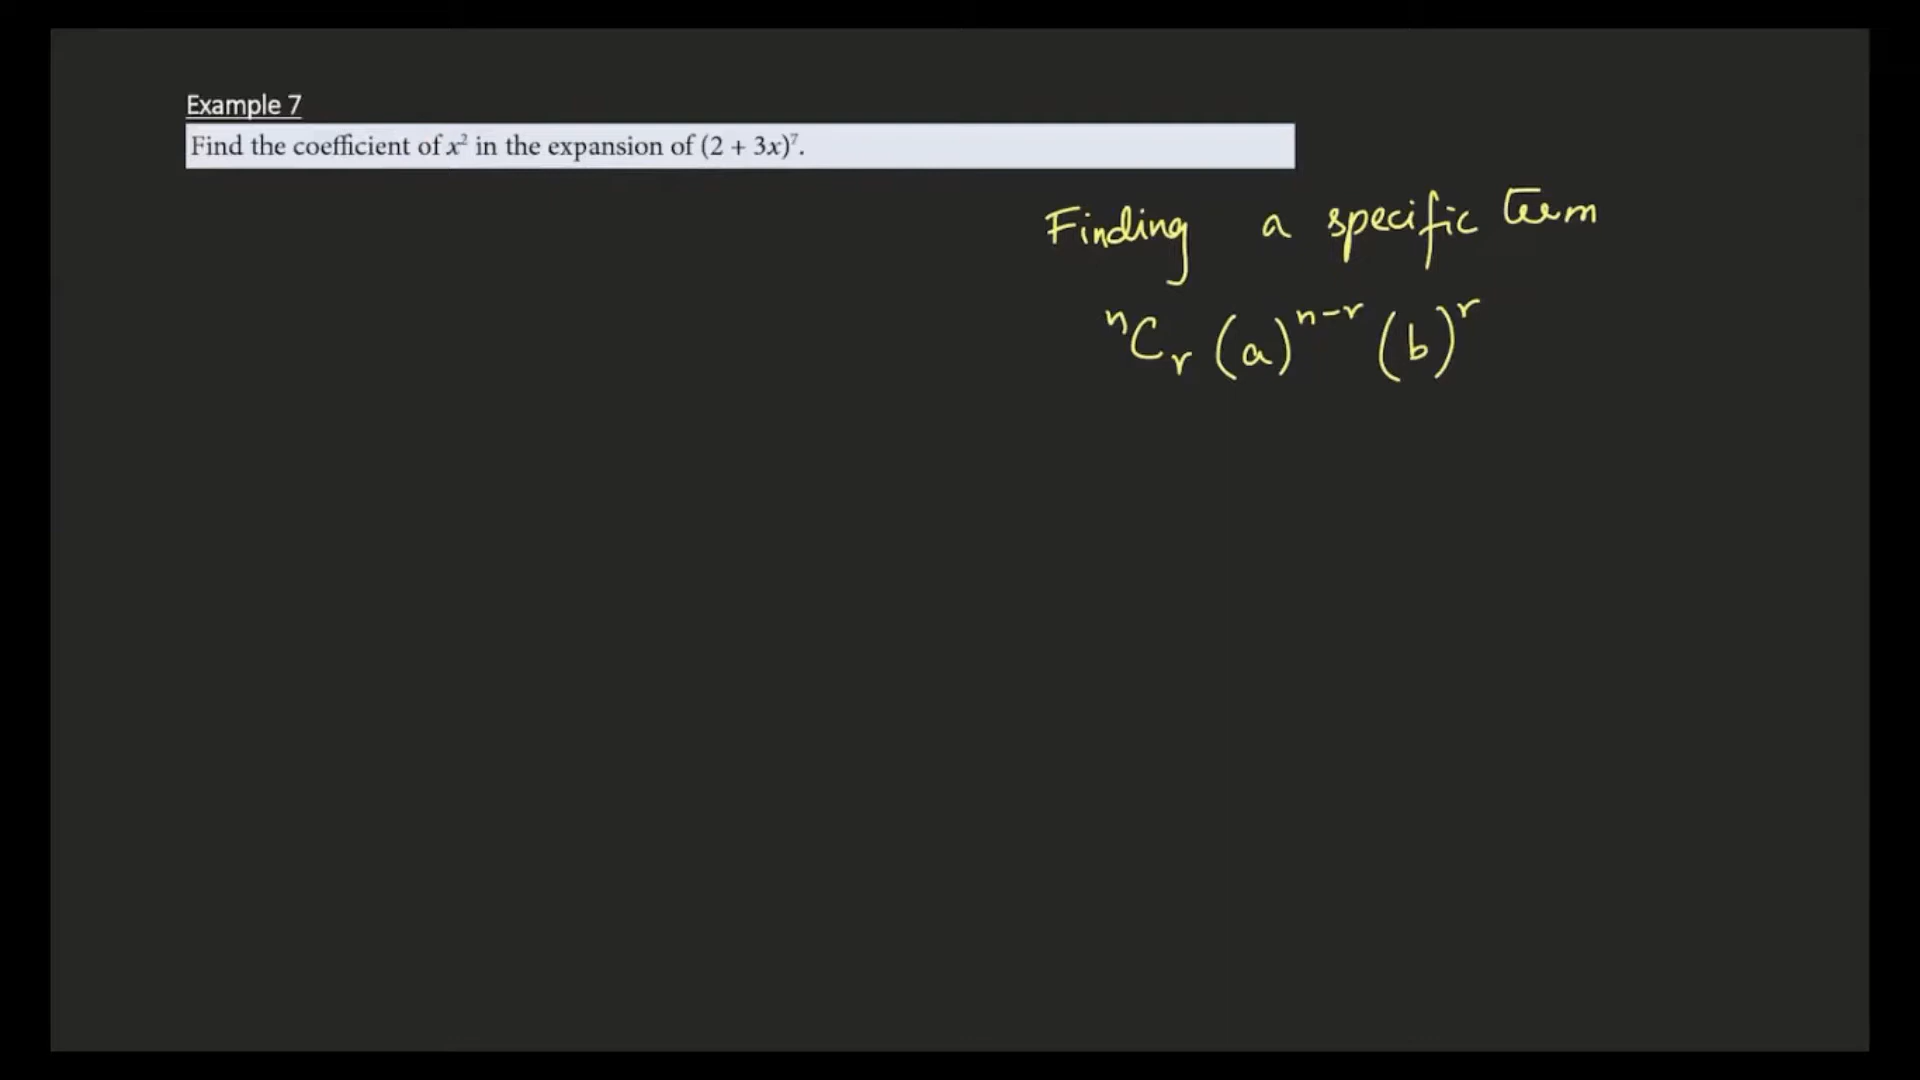 Example 7
Find the coefficient of x² in the expansion of (2 + 3x)⁷.
Finding a specific term
ⁿCᵣ (a)ⁿ⁻ʳ (b)ʳ